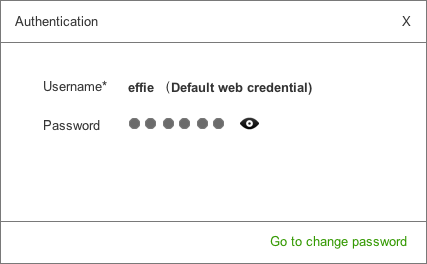 Authentication X
Username* effie (Default web credential)
Password ●●●●●●
Go to change password